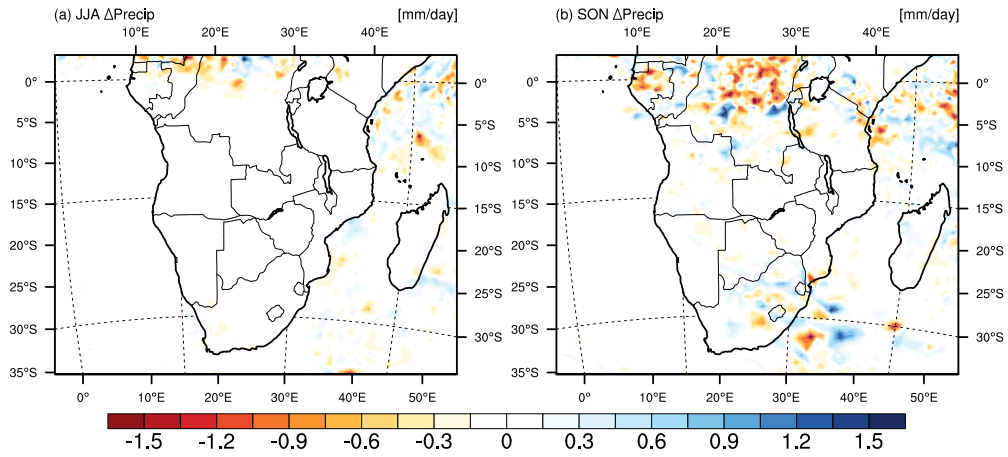 (a) JJA ΔPrecip [mm/day] (b) SON ΔPrecip [mm/day]
10°E 20°E 30°E 40°E 10°E 20°E 30°E 40°E
0° 0° 0° 0°
5°S 5°S 5°S 5°S
10°S 10°S 10°S 10°S
15°S 15°S 15°S 15°S
20°S 20°S 20°S 20°S
25°S 25°S 25°S 25°S
30°S 30°S 30°S 30°S
35°S 35°S
0° 10°E 20°E 30°E 40°E 50°E 0° 10°E 20°E 30°E 40°E 50°E
-1.5 -1.2 -0.9 -0.6 -0.3 0 0.3 0.6 0.9 1.2 1.5